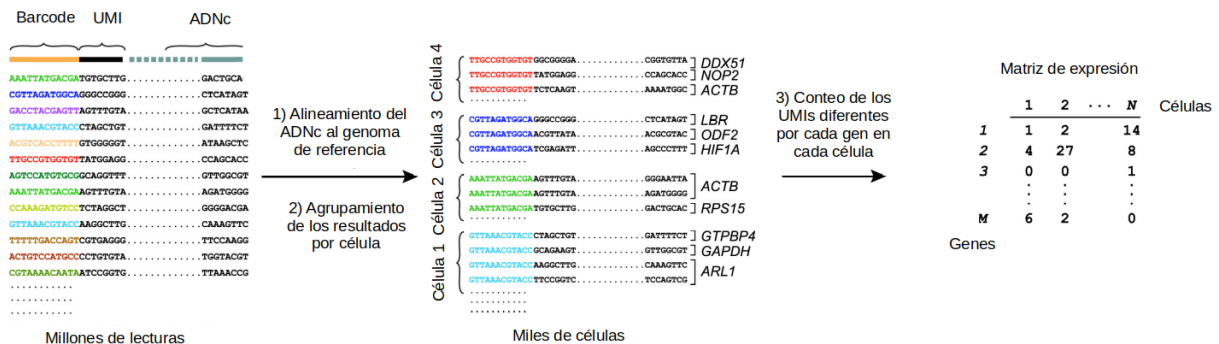 Barcode UMI ADNc
AAATTATGACGATGTGCTTG..............GACTGCA
CGTTAGATGGCAGGGCCGGG..............CTCATAGT
GACCTACGAGTTAGTTTGTA..............GCTCATAA
GTTAAACGTACCCTAGCTGT..............GATTTTCT
ACGTCACCTTTTGTGGGGGT..............ATAAGCTC
TTGCCGTGGTGTTATGGAGG..............CCAGCACC
AGTCCATGTGCGGCAGGTTT..............GTTGGCGT
AAATTATGACGAAGTTTGTA..............AGATGGGG
CCAAAGATGTCCTCTAGGCT..............GGGGACGA
GTTAAACGTACCAAGGCTTG..............CAAAGTTC
TTTTTGACCAGTCGTGAGGG..............TTCCAAGG
ACTGTCCATGCCCCTGTGTA..............TGGTACGT
CGTAAAACAATAATCCGGTG..............TTAAACCG
Millones de lecturas
1) Alineamiento del
ADNc al genoma
de referencia
2) Agrupamiento
de los resultados
por célula
Célula 4
TTGCCGTGGTGTGGCGGGGA..............CGGTGTTA DDX51
TTGCCGTGGTGTTATGGAGG..............CCAGCACC NOP2
TTGCCGTGGTGTTCTCAAGT..............AAAATGGC ACTB
Célula 3
CGTTAGATGGCAGGGCCGGG..............CTCATAGT LBR
CGTTAGATGGCAACGTTATA..............ACGCGTAC ODF2
CGTTAGATGGCATCGAGATT..............AGCCCTTT HIF1A
Célula 2
AAATTATGACGAAGTTTGTA..............GGGAATTA
AAATTATGACGAAGTTTGTA..............AGATGGGG
ACTB
AAATTATGACGATGTGCTTG..............GACTGCAC RPS15
Célula 1
GTTAAACGTACCCTAGCTGT..............GATTTTCT GTPBP4
GTTAAACGTACCGCAGAAGT..............GTTGGCGT GAPDH
GTTAAACGTACCAAGGCTTG..............CAAAGTTC
GTTAAACGTACCTTCCGGTC..............TCCAGTCG
ARL1
Miles de células
3) Conteo de los
UMIs diferentes
por cada gen en
cada célula
Matriz de expresión
1 2 ··· N Células
1 1 2 14
2 4 27 8
3 0 0 1
M 6 2 0
Genes